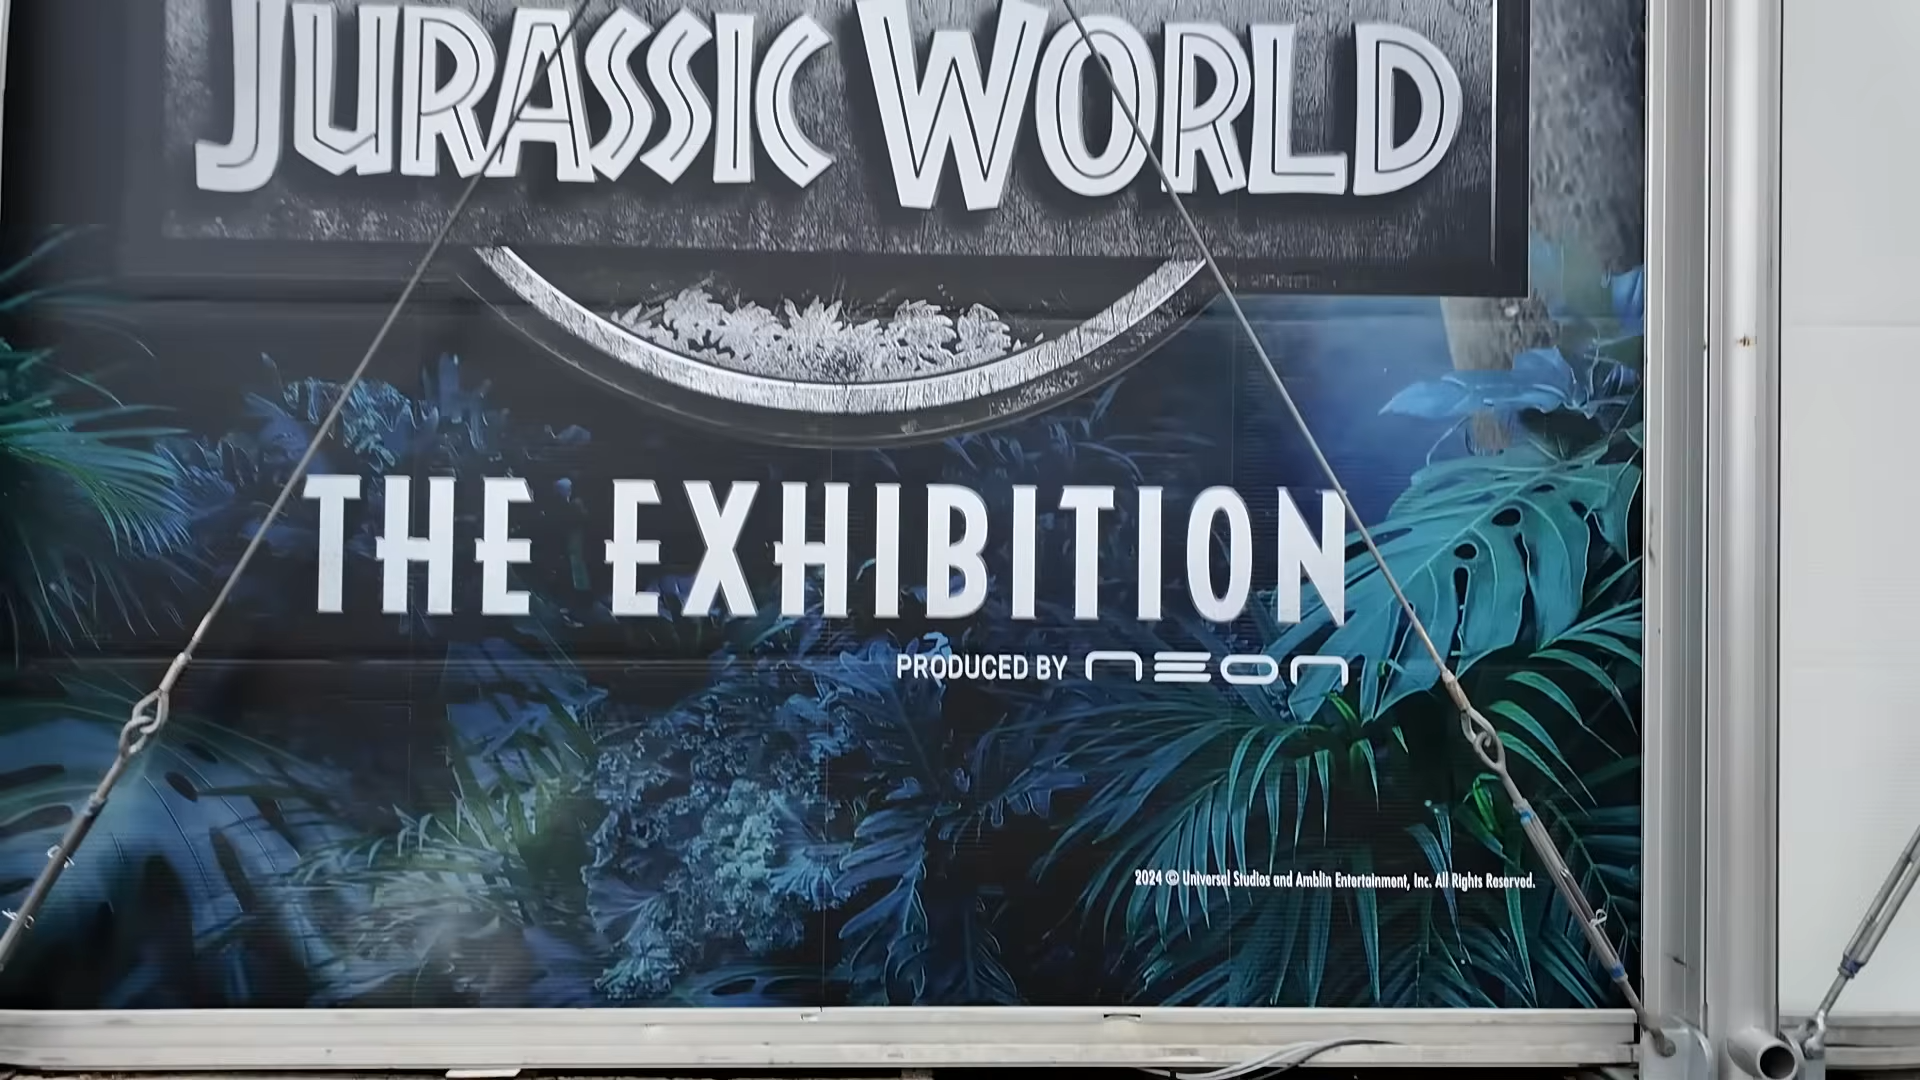 JURASSIC WORLD
THE EXHIBITION
PRODUCED BY NEON
2024 © Universal Studios and Amblin Entertainment, Inc. All Rights Reserved.